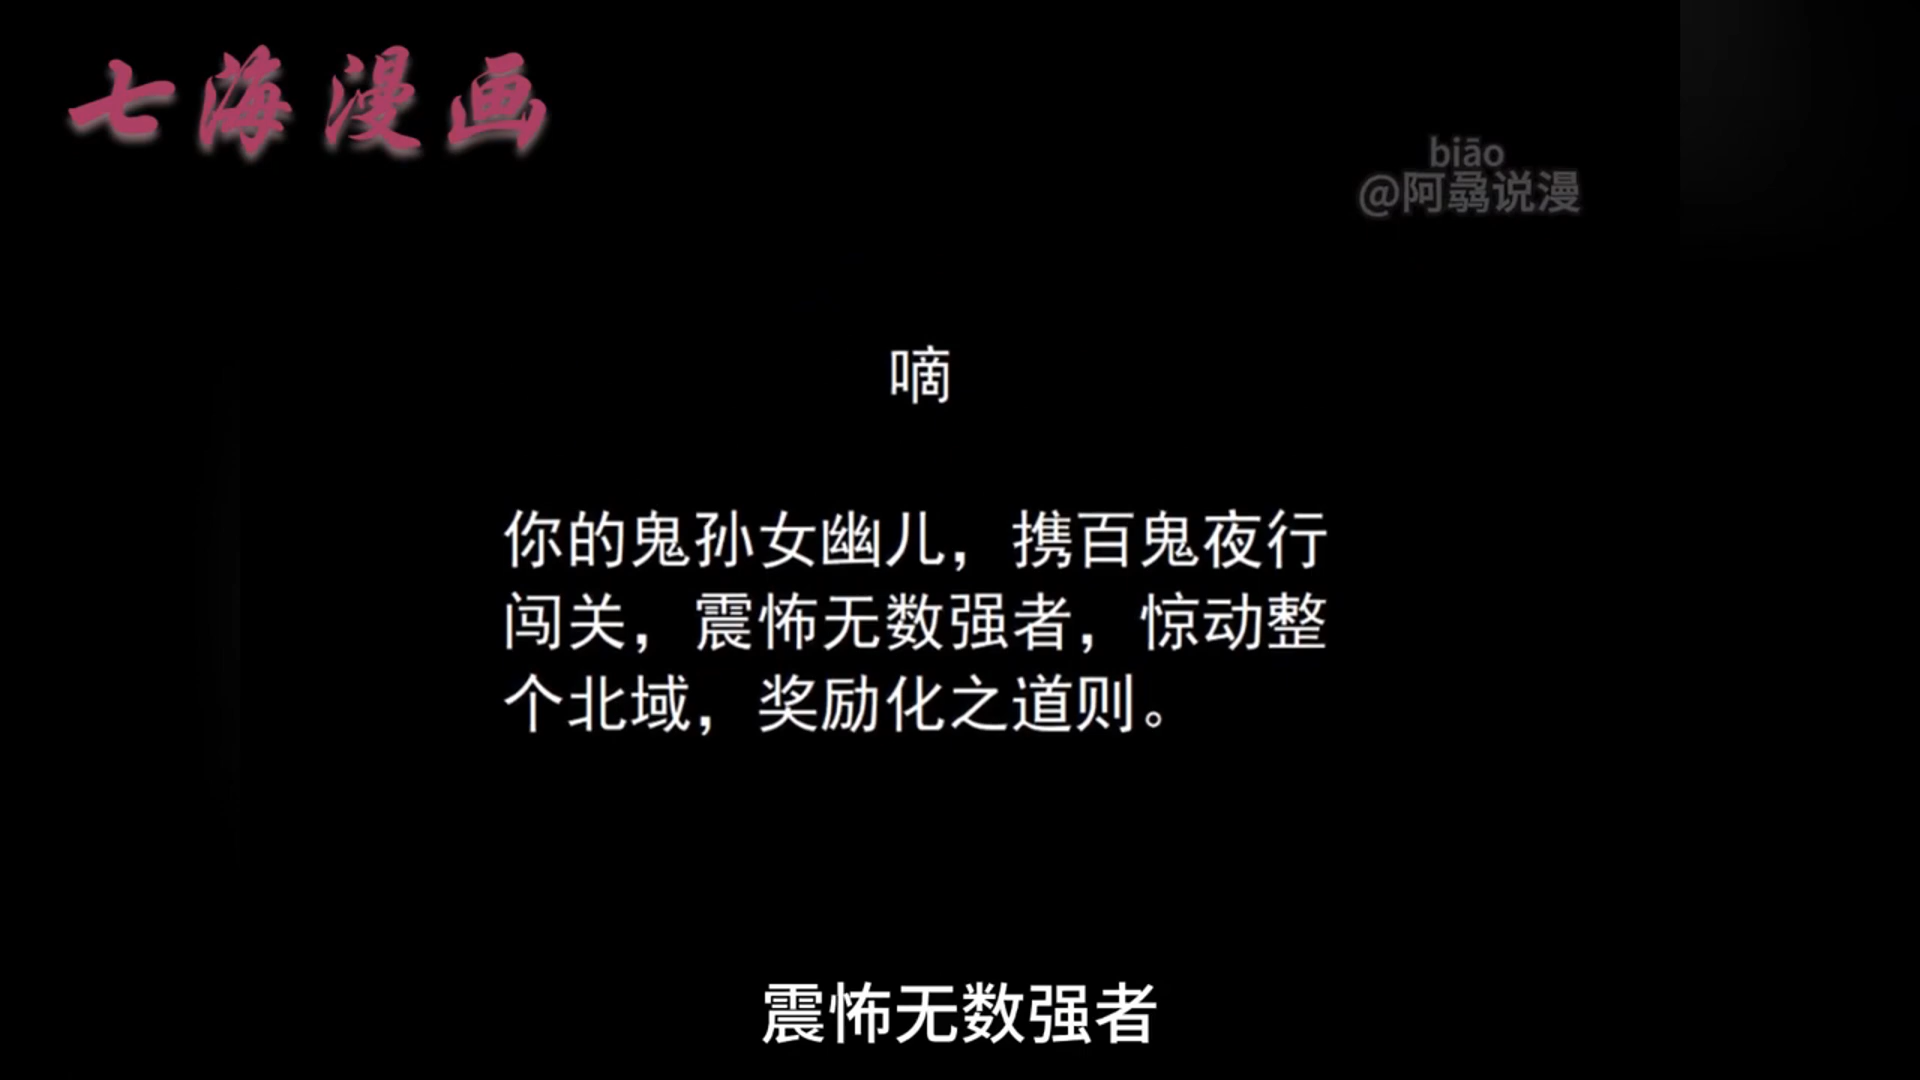 七海漫画
biāo
@阿骉说漫
嘀
你的鬼孙女幽儿，携百鬼夜行
闯关，震怖无数强者，惊动整
个北域，奖励化之道则。
震怖无数强者